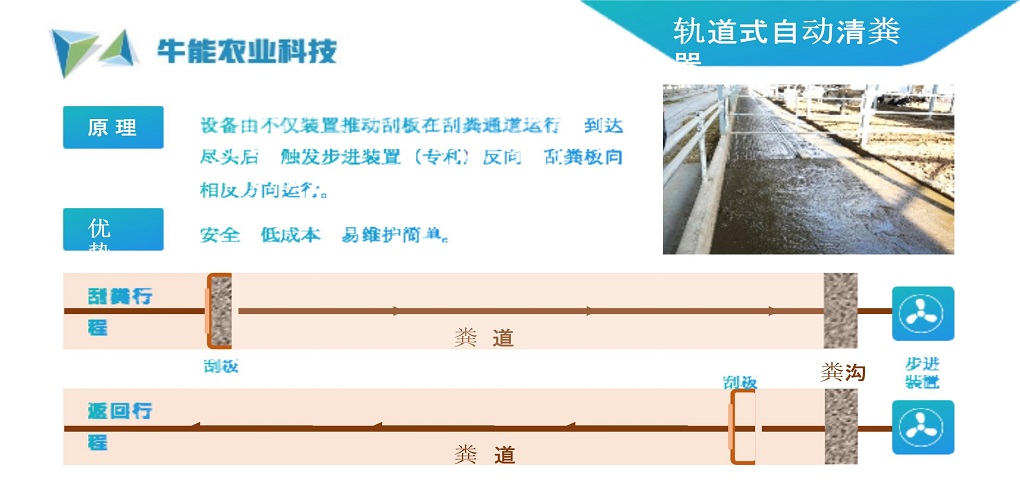 牛能农业科技
轨道式自动清粪
器
原 理
设备由不仅装置推动刮板在刮粪通道运行 到达
尽头后 触发步进装置（专利）反向 刮粪板向
相反方向运行。
优
势
安全 低成本 易维护简单。
刮粪行
程
粪 道
刮板
粪沟
步进
装置
刮板
返回行
程
粪 道